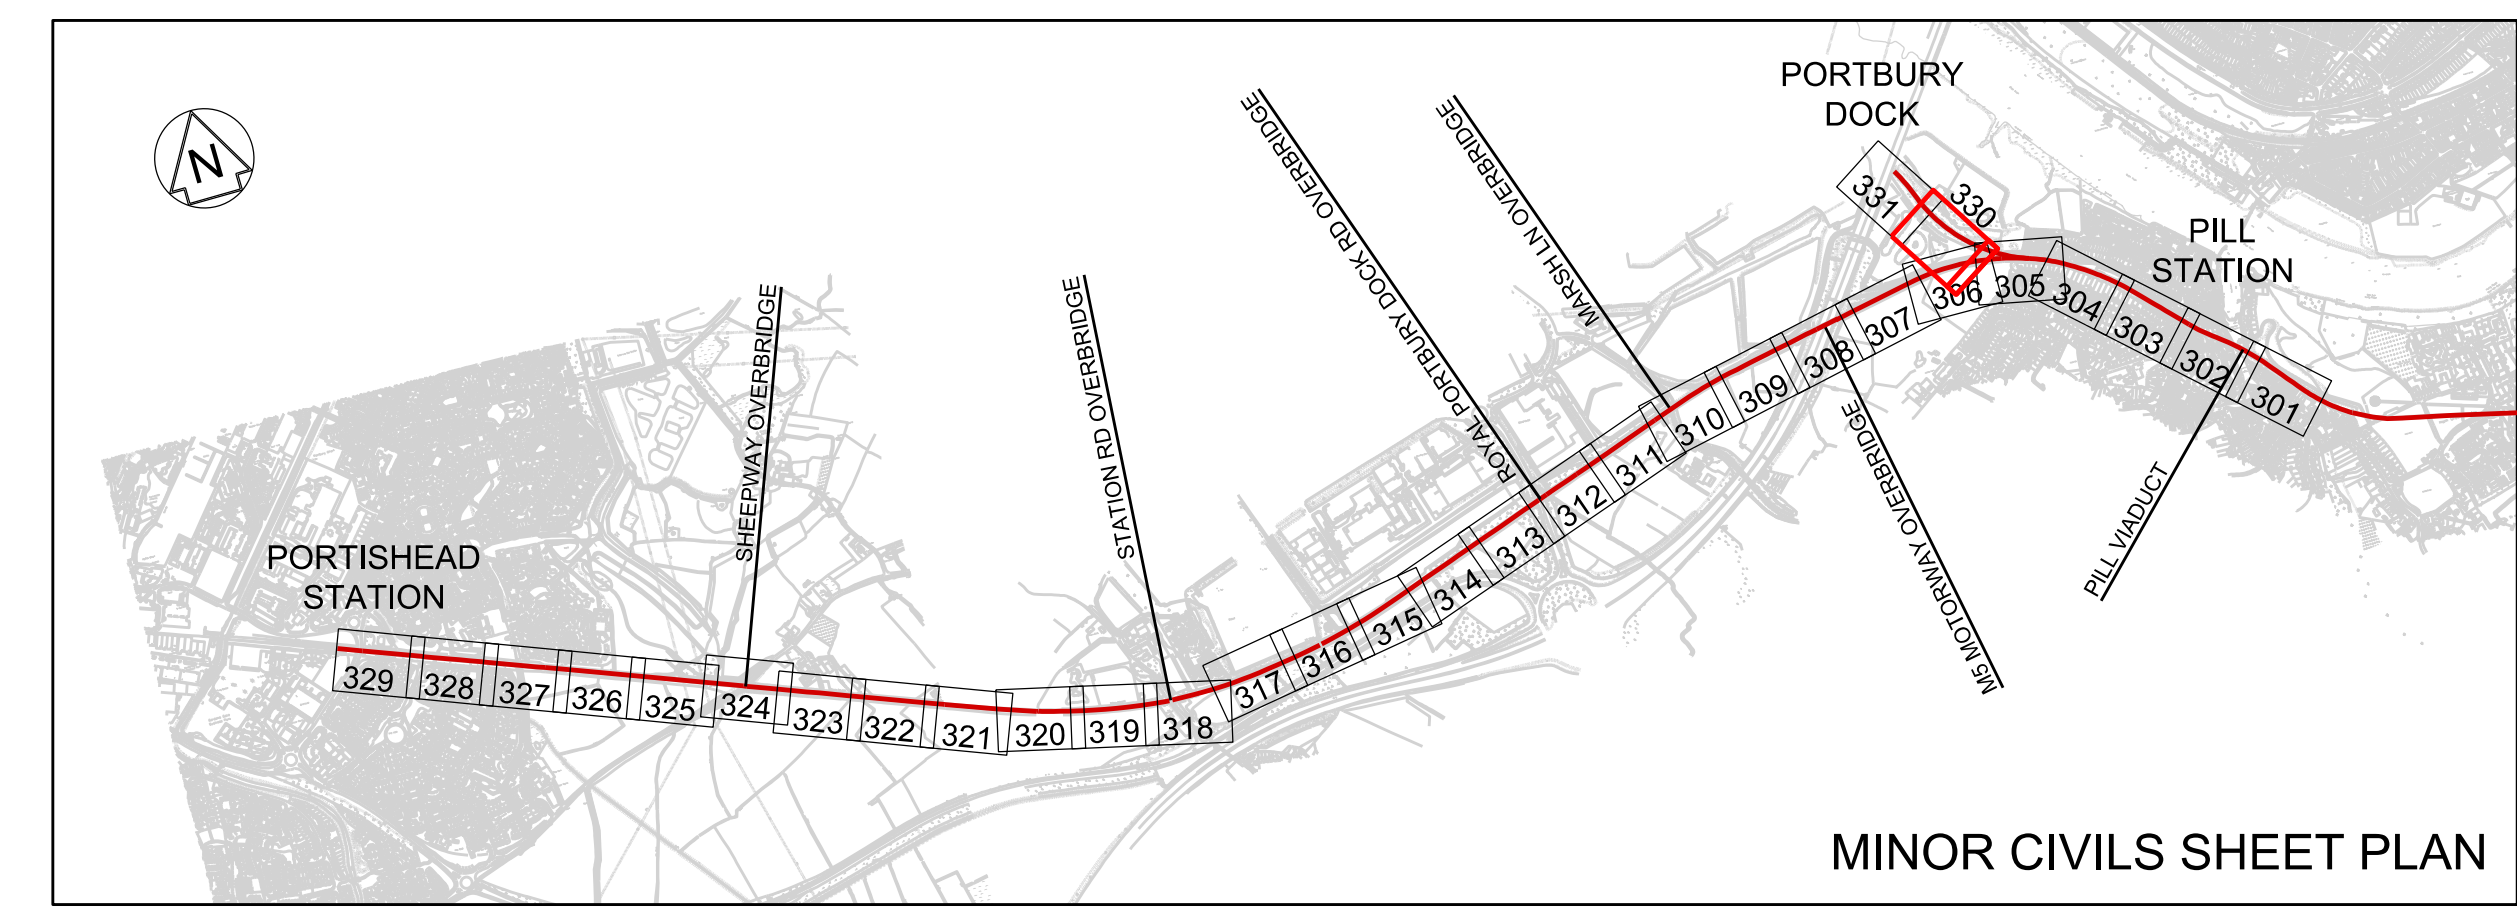 N
PORTBURY
DOCK
PILL
STATION
PORTISHEAD
STATION
SHEEPWAY OVERBRIDGE
STATION RD OVERBRIDGE
ROYAL PORTBURY DOCK RD OVERBRIDGE
MARSH LN OVERBRIDGE
M5 MOTORWAY OVERBRIDGE
PILL VIADUCT
329
328
327
326
325
324
323
322
321
320
319
318
317
316
315
314
313
312
311
310
309
308
307
306
305
304
303
302
301
331
330
MINOR CIVILS SHEET PLAN